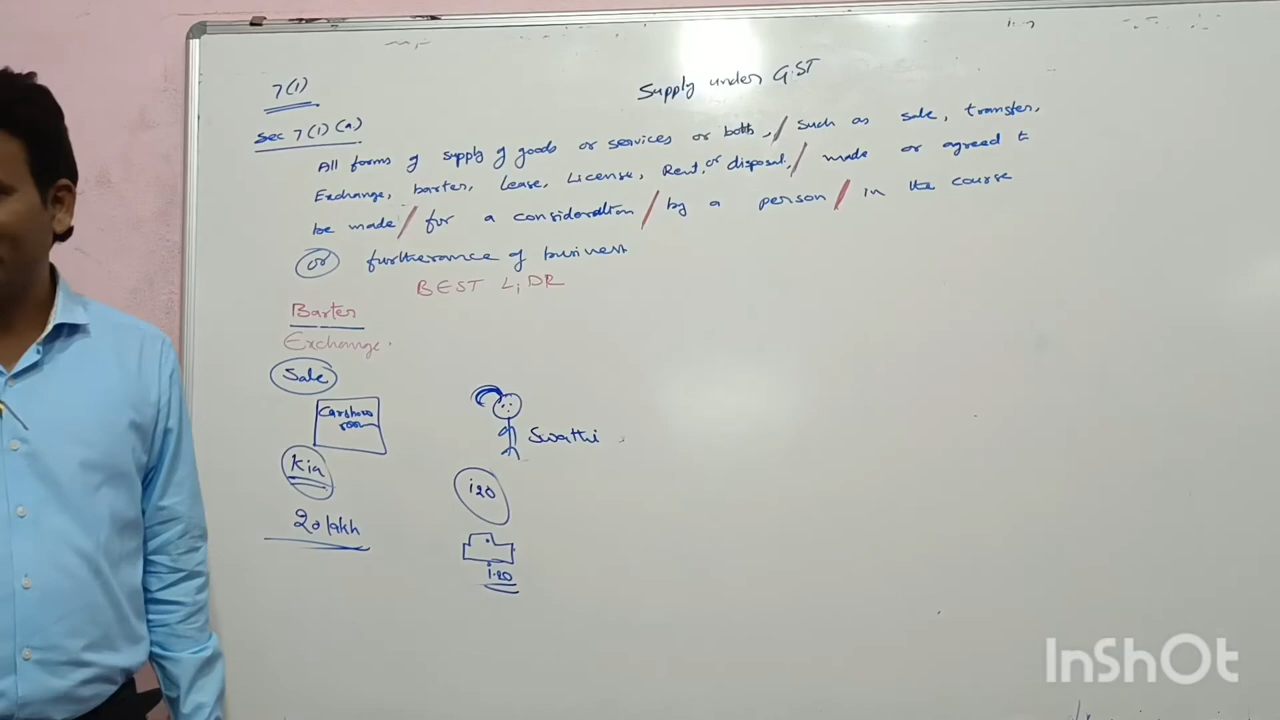 7(1)
Supply under G.ST
Sec 7(1)(a)
All forms of supply of goods or services or both, / such as sale, transfer,
Exchange, barter, Lease, License, Rent, or disposal, / made or agreed to
be made / for a consideration / by a person / in the course
or furtherance of business
BEST L, DR
Barter
Exchange.
Sale
Carshow
room
Swathi
Kia
i20
20 lakh
i20
InShOt